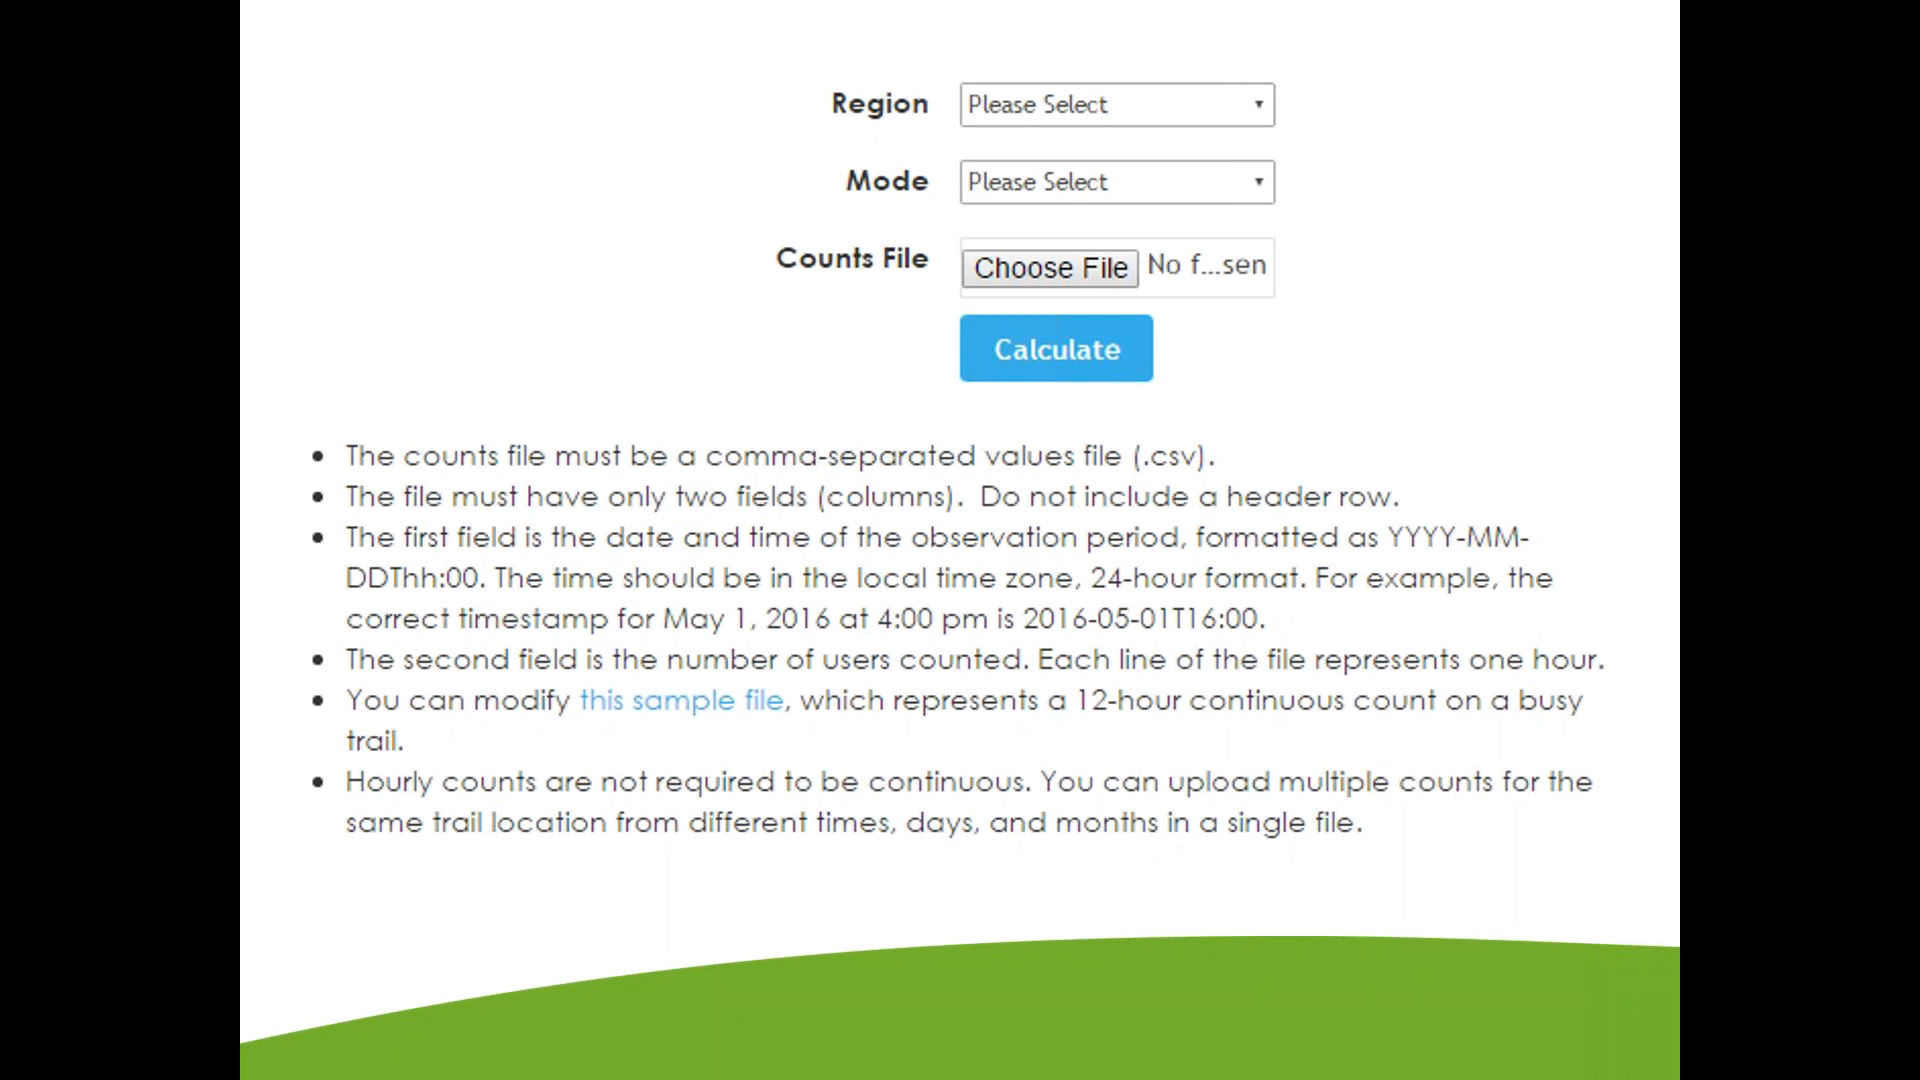 Region Please Select
Mode Please Select
Counts File Choose File No f...sen
Calculate
• The counts file must be a comma-separated values file (.csv).
• The file must have only two fields (columns). Do not include a header row.
• The first field is the date and time of the observation period, formatted as YYYY-MM-
DDThh:00. The time should be in the local time zone, 24-hour format. For example, the
correct timestamp for May 1, 2016 at 4:00 pm is 2016-05-01T16:00.
• The second field is the number of users counted. Each line of the file represents one hour.
• You can modify this sample file, which represents a 12-hour continuous count on a busy
trail.
• Hourly counts are not required to be continuous. You can upload multiple counts for the
same trail location from different times, days, and months in a single file.